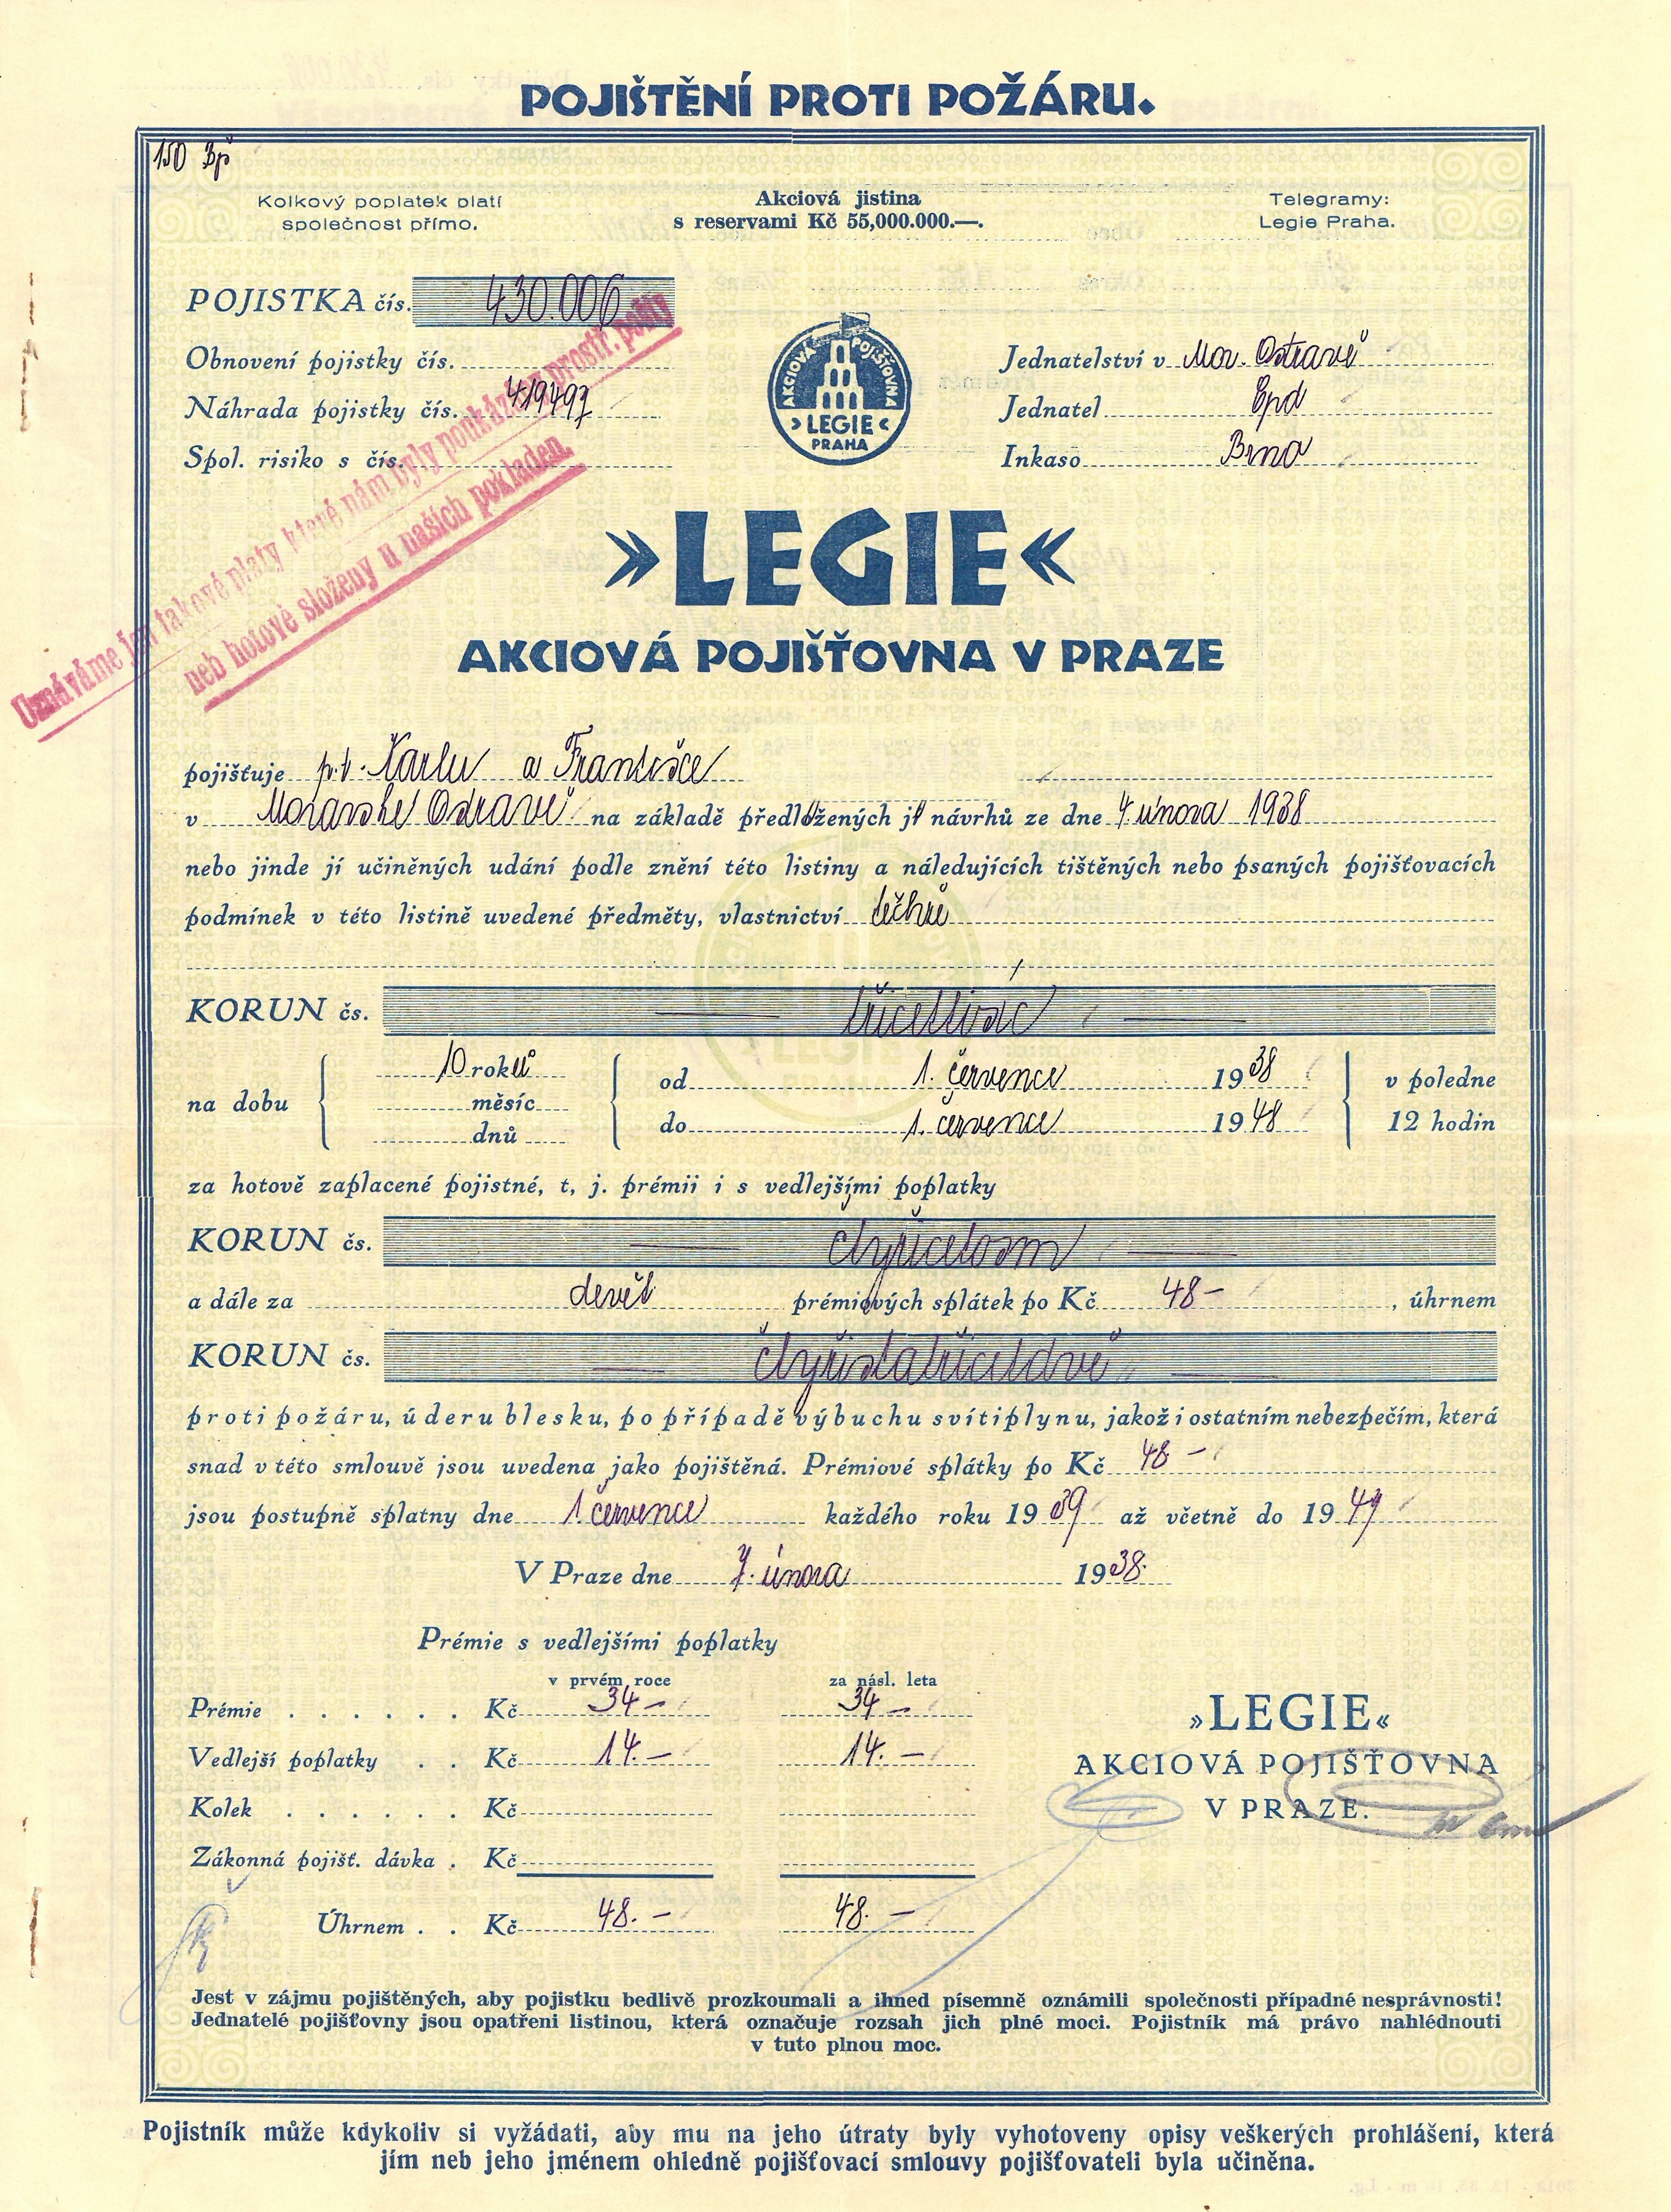 POJIŠTĚNÍ PROTI POŽÁRU.
150 Bp
Kolkový poplatek platí
společnost přímo.
Akciová jistina
s reservami Kč 55,000.000.—.
Telegramy:
Legie Praha.
POJISTKA čís. 430.006
Obnovení pojistky čís.
Náhrada pojistky čís. 419497
Spol. risiko s čís.
AKCIOVÁ POJIŠŤOVNA
»LEGIE«
PRAHA
Jednatelství v Mor. Ostravě
Jednatel
Inkaso Brno
Uznáváme jen takové platy které nám byly poukázány prostř. pošty
neb hotově složeny u našich pokladen.
»LEGIE«
AKCIOVÁ POJIŠŤOVNA V PRAZE
pojišťuje p.t. Karlu a Františce
v Moravské Ostravě na základě předložených jí návrhů ze dne 4. února 1938
nebo jinde jí učiněných udání podle znění této listiny a náledujících tištěných nebo psaných pojišťovacích
podmínek v této listině uvedené předměty, vlastnictví těchže
KORUN čs. — třicettisíc —
na dobu 10 roků
měsíc
dnů
od 1. července 1938
do 1. července 1948
v poledne
12 hodin
za hotově zaplacené pojistné, t, j. prémii i s vedlejšími poplatky
KORUN čs. — čtyřicetosm —
a dále za devět prémiových splátek po Kč 48 — , úhrnem
KORUN čs. — čtyřistatřicetdvě —
proti požáru, úderu blesku, po případě výbuchu svítiplynu, jakož i ostatním nebezpečím, která
snad v této smlouvě jsou uvedena jako pojištěná. Prémiové splátky po Kč 48 —
jsou postupně splatny dne 1. července každého roku 1939 až včetně do 1947
V Praze dne 7. února 1938.
Prémie s vedlejšími poplatky
v prvém roce za násl. leta
Prémie . . . . . . Kč 34 — 34 —
Vedlejší poplatky . . Kč 14. — 14. —
Kolek . . . . . . Kč
Zákonná pojišť. dávka . Kč
Úhrnem . . Kč 48. — 48. —
»LEGIE«
AKCIOVÁ POJIŠŤOVNA
V PRAZE.
Jest v zájmu pojištěných, aby pojistku bedlivě prozkoumali a ihned písemně oznámili společnosti případné nesprávnosti!
Jednatelé pojišťovny jsou opatřeni listinou, která označuje rozsah jich plné moci. Pojistník má právo nahlédnouti
v tuto plnou moc.
Pojistník může kdykoliv si vyžádati, aby mu na jeho útraty byly vyhotoveny opisy veškerých prohlášení, která
jím neb jeho jménem ohledně pojišťovací smlouvy pojišťovateli byla učiněna.